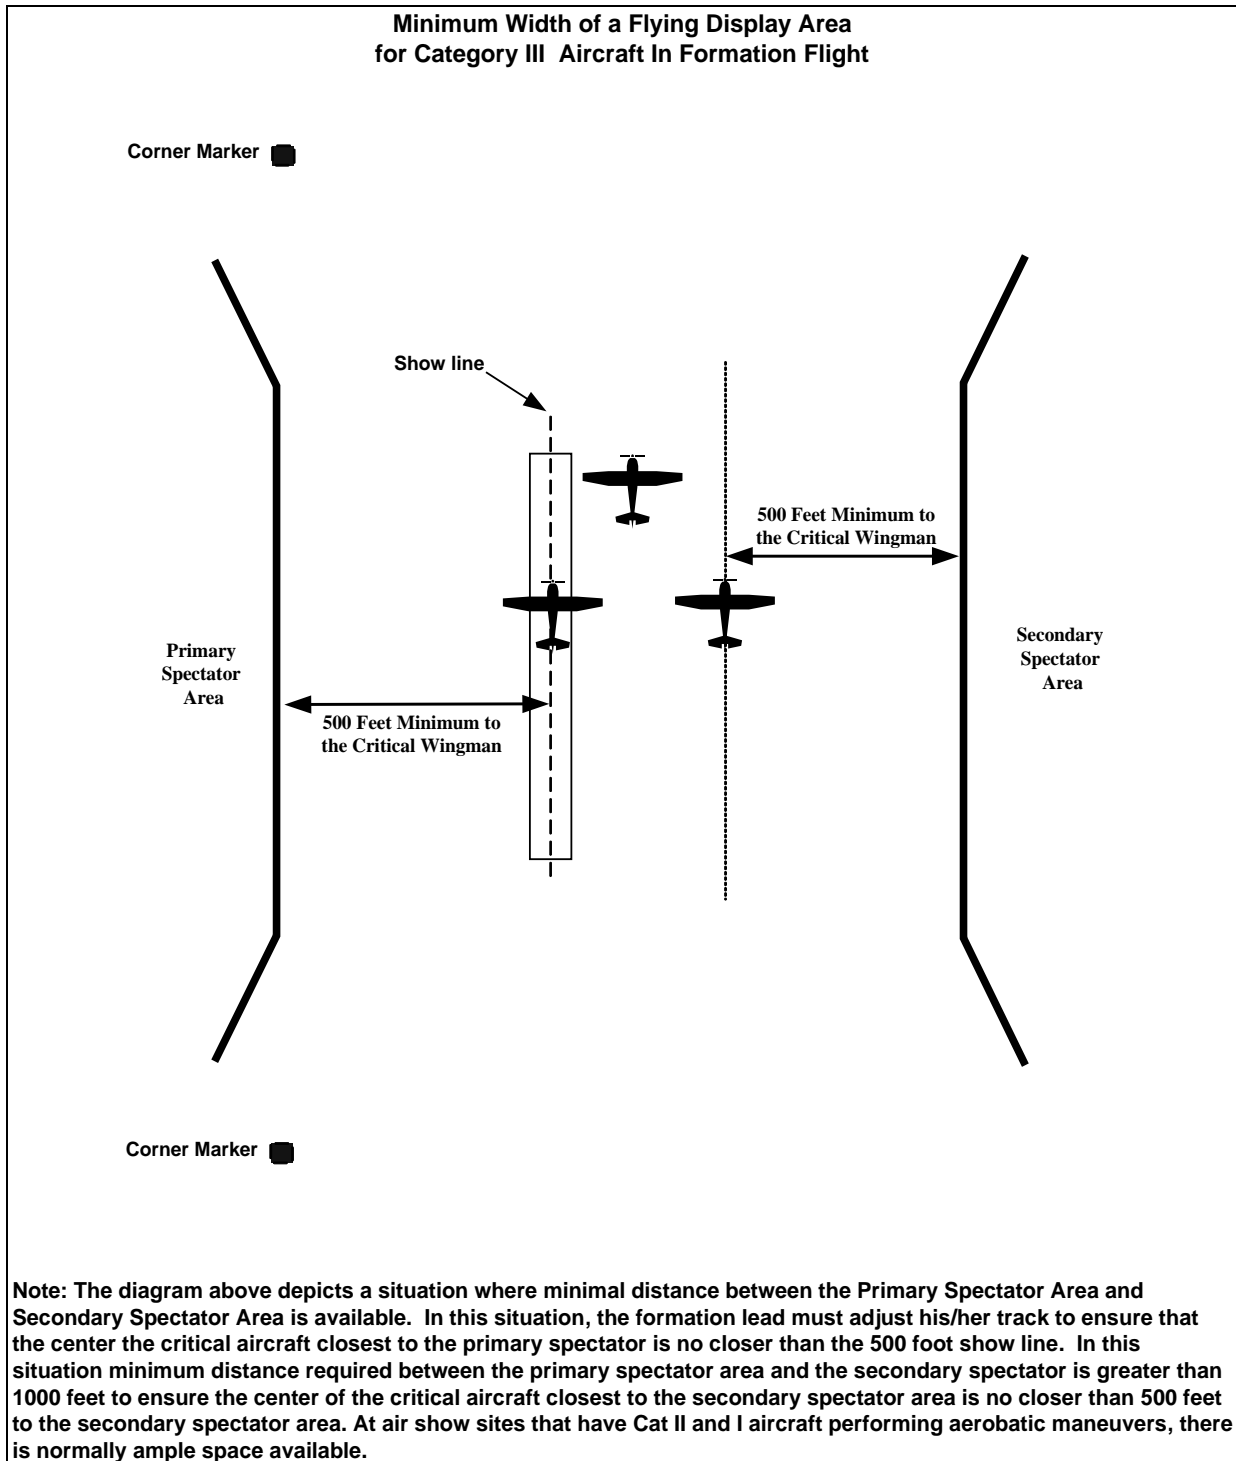 Minimum Width of a Flying Display Area
for Category III Aircraft In Formation Flight
Corner Marker
Show line
500 Feet Minimum to
the Critical Wingman
Primary
Spectator
Area
Secondary
Spectator
Area
500 Feet Minimum to
the Critical Wingman
Corner Marker
Note: The diagram above depicts a situation where minimal distance between the Primary Spectator Area and
Secondary Spectator Area is available. In this situation, the formation lead must adjust his/her track to ensure that
the center the critical aircraft closest to the primary spectator is no closer than the 500 foot show line. In this
situation minimum distance required between the primary spectator area and the secondary spectator is greater than
1000 feet to ensure the center of the critical aircraft closest to the secondary spectator area is no closer than 500 feet
to the secondary spectator area. At air show sites that have Cat II and I aircraft performing aerobatic maneuvers, there
is normally ample space available.